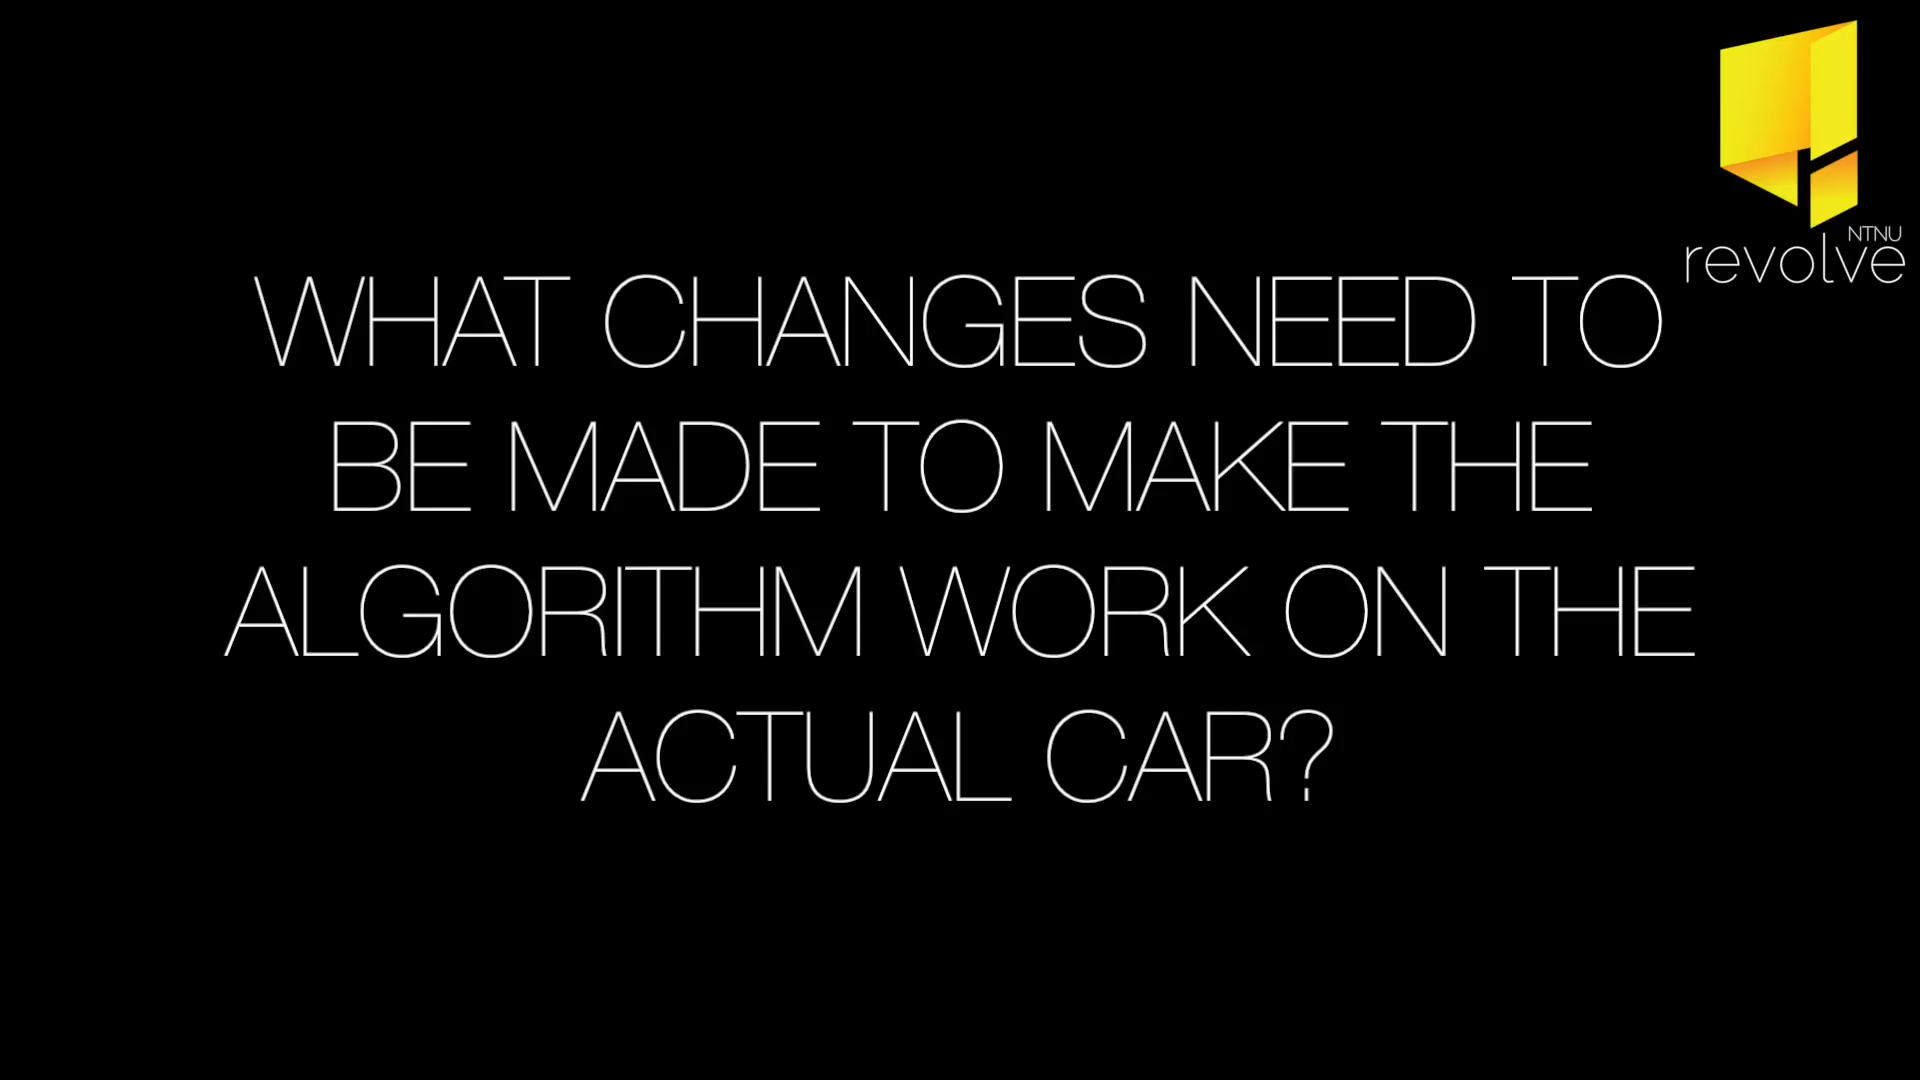 NTNU
revolve
WHAT CHANGES NEED TO
BE MADE TO MAKE THE
ALGORITHM WORK ON THE
ACTUAL CAR?